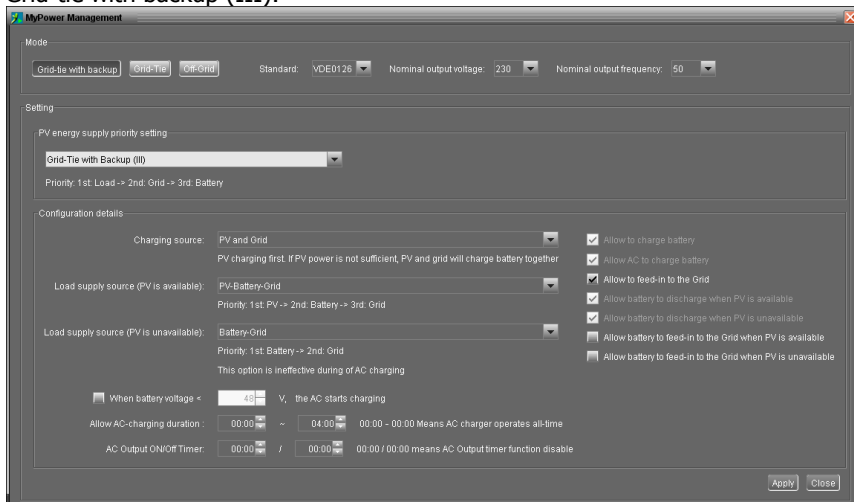 Grid-tie with backup (III):
MyPower Management
Mode
Grid-tie with backup Grid-Tie Off-Grid Standard: VDE0126 Nominal output voltage: 230 Nominal output frequency: 50
Setting
PV energy supply priority setting
Grid-Tie with Backup (III)
Priority: 1st: Load -> 2nd: Grid -> 3rd: Battery
Configuration details
Charging source: PV and Grid
PV charging first. If PV power is not sufficient, PV and grid will charge battery together
Load supply source (PV is available): PV-Battery-Grid
Priority: 1st: PV -> 2nd: Battery -> 3rd: Grid
Load supply source (PV is unavailable): Battery-Grid
Priority: 1st: Battery -> 2nd: Grid
This option is ineffective during of AC charging
When battery voltage < 48 V, the AC starts charging
Allow AC-charging duration : 00:00 ~ 04:00 00:00 - 00:00 Means AC charger operates all-time
AC Output ON/Off Timer: 00:00 / 00:00 00:00 / 00:00 means AC Output timer function disable
Allow to charge battery
Allow AC to charge battery
Allow to feed-in to the Grid
Allow battery to discharge when PV is available
Allow battery to discharge when PV is unavailable
Allow battery to feed-in to the Grid when PV is available
Allow battery to feed-in to the Grid when PV is unavailable
Apply Close